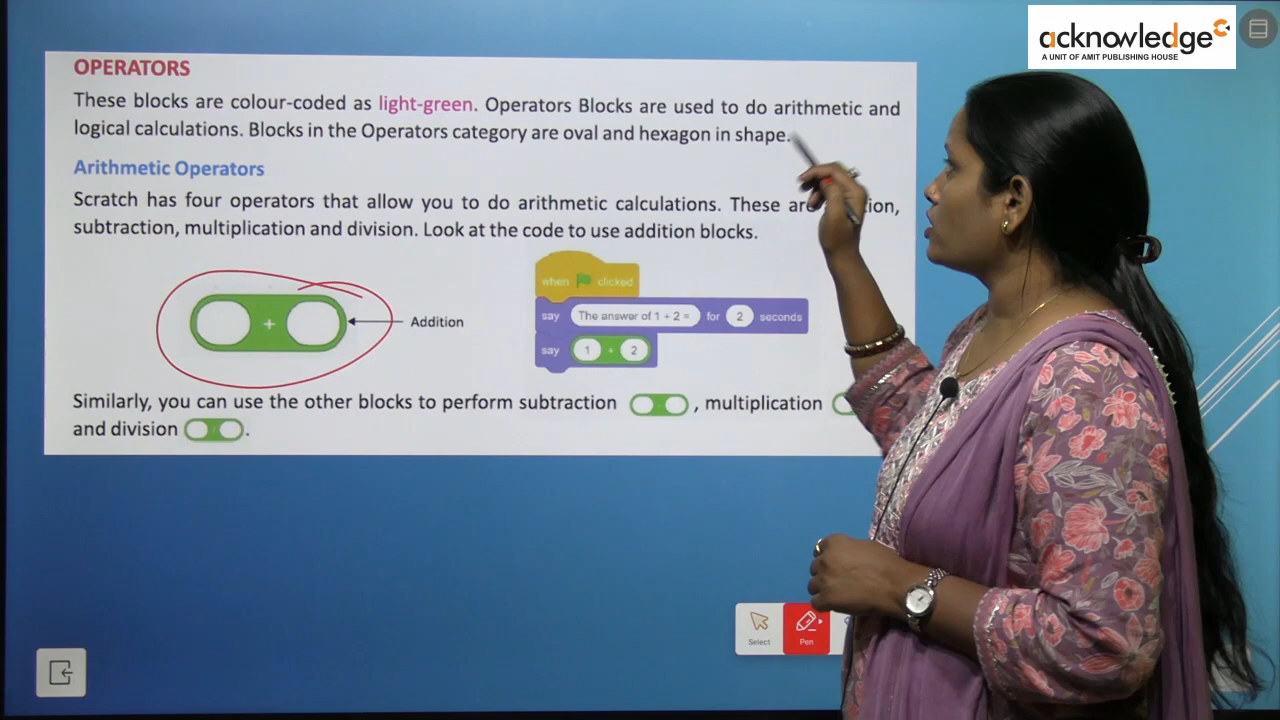 acknowledge
A UNIT OF AMIT PUBLISHING HOUSE
OPERATORS
These blocks are colour-coded as light-green. Operators Blocks are used to do arithmetic and
logical calculations. Blocks in the Operators category are oval and hexagon in shape.
Arithmetic Operators
Scratch has four operators that allow you to do arithmetic calculations. These are
subtraction, multiplication and division. Look at the code to use addition blocks.
+ Addition
when clicked
say The answer of 1 + 2 = for 2 seconds
say 1 + 2
Similarly, you can use the other blocks to perform subtraction , multiplication
and division .
Select
Pen